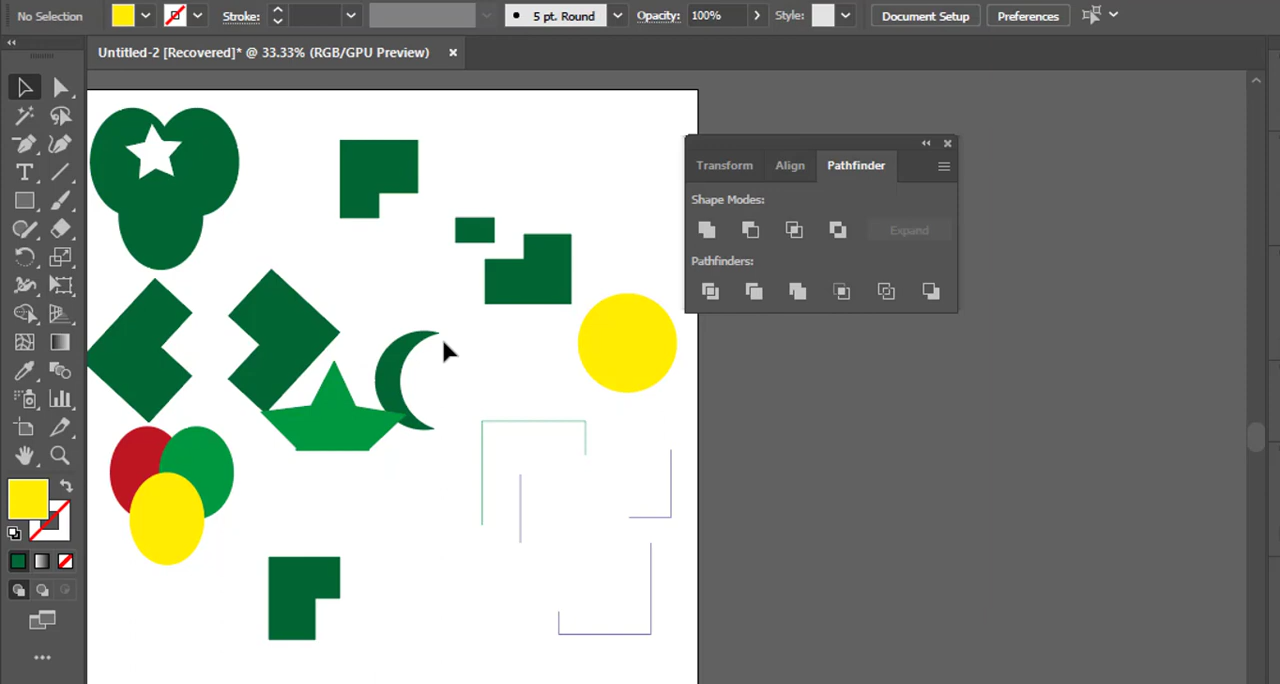 No Selection Stroke: 5 pt. Round Opacity: 100% Style: Document Setup Preferences
Untitled-2 [Recovered]* @ 33.33% (RGB/GPU Preview)
Transform Align Pathfinder
Shape Modes:
Expand
Pathfinders: